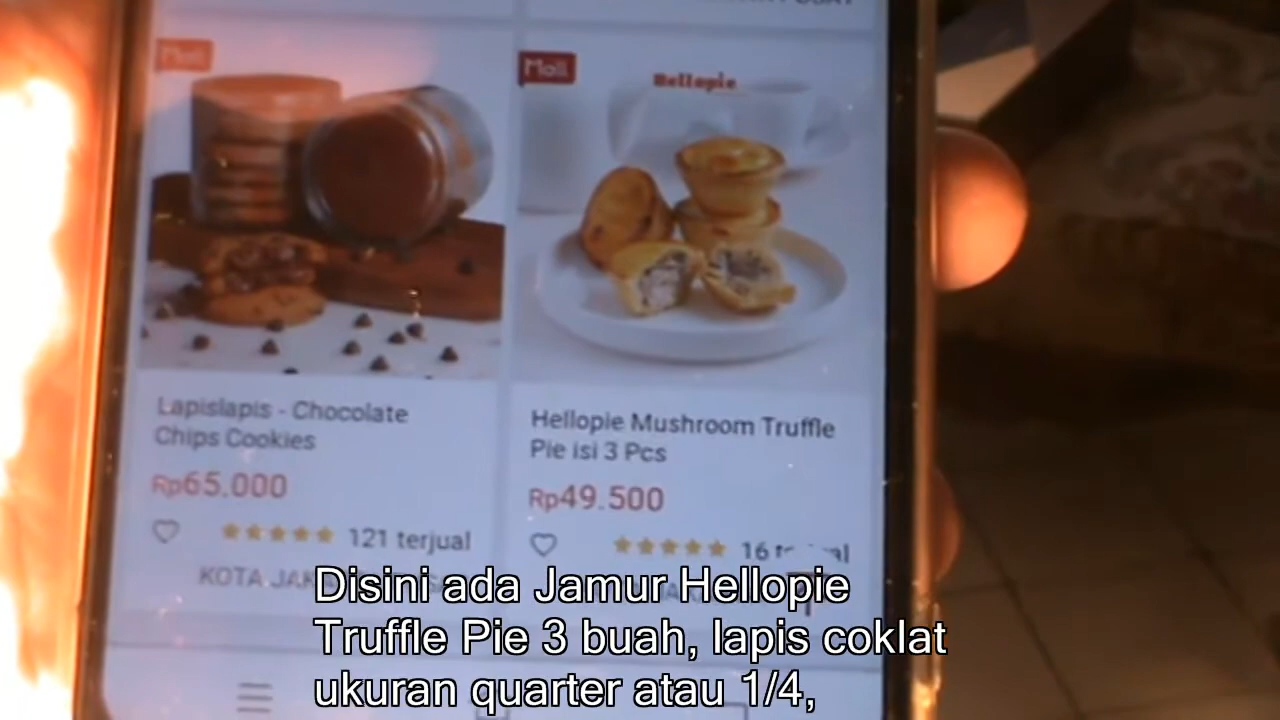 Mall
Mall
Hellopie
Lapislapis - Chocolate
Chips Cookies
Rp65.000
121 terjual
Hellopie Mushroom Truffle
Pie isi 3 Pcs
Rp49.500
16
KOTA
Disini ada Jamur Hellopie
Truffle Pie 3 buah, lapis coklat
ukuran quarter atau 1/4,